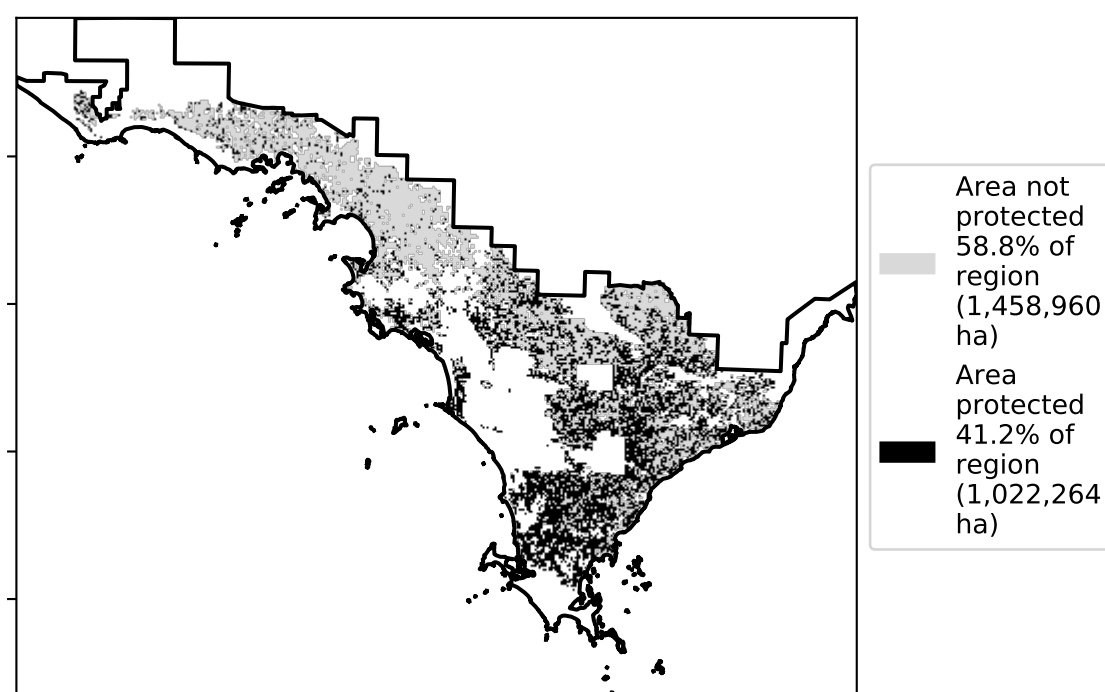 Area not
protected
58.8% of
region
(1,458,960
ha)
Area
protected
41.2% of
region
(1,022,264
ha)